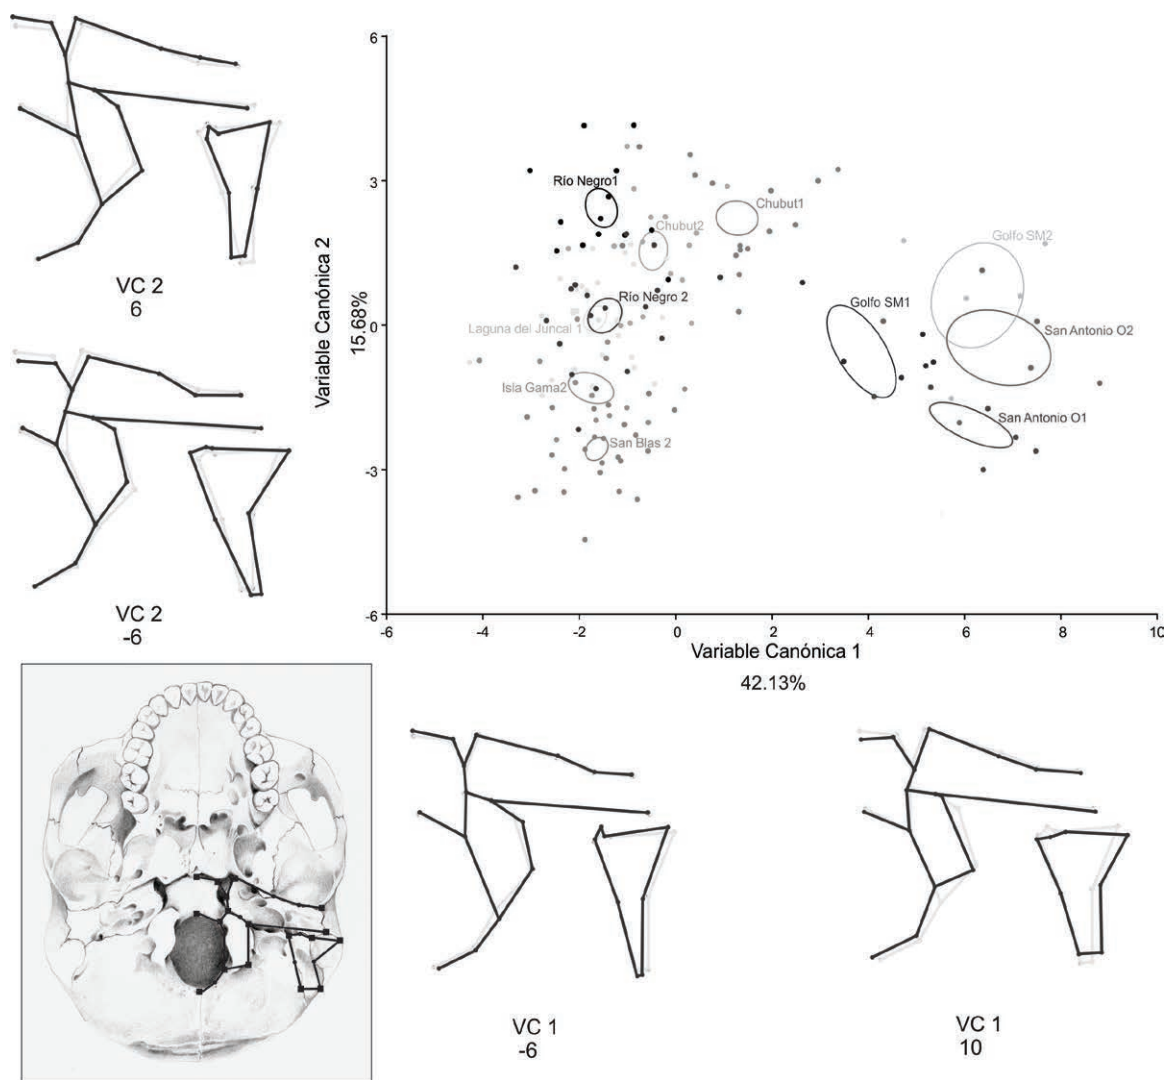 VC 2
6
VC 2
-6
Variable Canónica 2
15.68%
6
3
0
-3
-6
Río Negro1
Chubut1
Chubut2
Golfo SM2
Río Negro 2
Golfo SM1
Laguna del Juncal 1
San Antonio O2
Isla Gama2
San Antonio O1
San Blas 2
-6
-4
-2
0
2
4
6
8
10
Variable Canónica 1
42.13%
VC 1
-6
VC 1
10